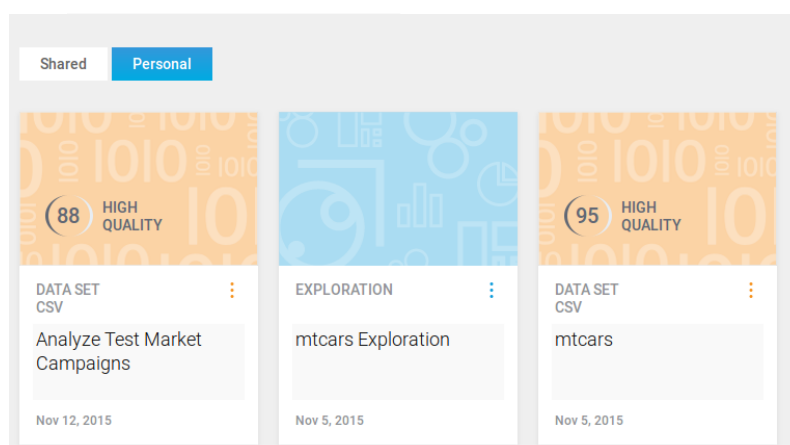 Shared
Personal
88
HIGH
QUALITY
DATA SET
CSV
Analyze Test Market
Campaigns
Nov 12, 2015
EXPLORATION
mtcars Exploration
Nov 5, 2015
95
HIGH
QUALITY
DATA SET
CSV
mtcars
Nov 5, 2015